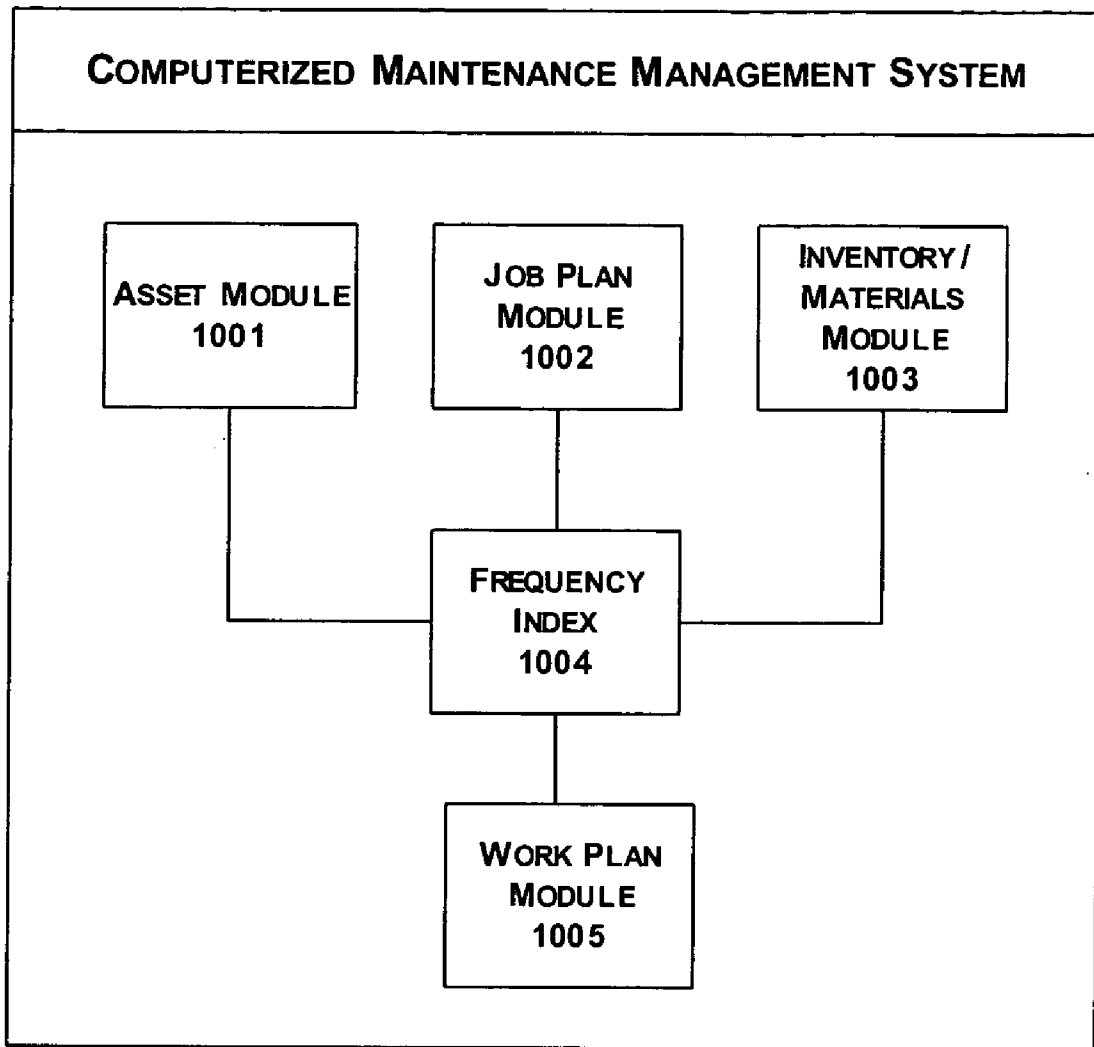 COMPUTERIZED MAINTENANCE MANAGEMENT SYSTEM
ASSET MODULE
1001
JOB PLAN
MODULE
1002
INVENTORY /
MATERIALS
MODULE
1003
FREQUENCY
INDEX
1004
WORK PLAN
MODULE
1005